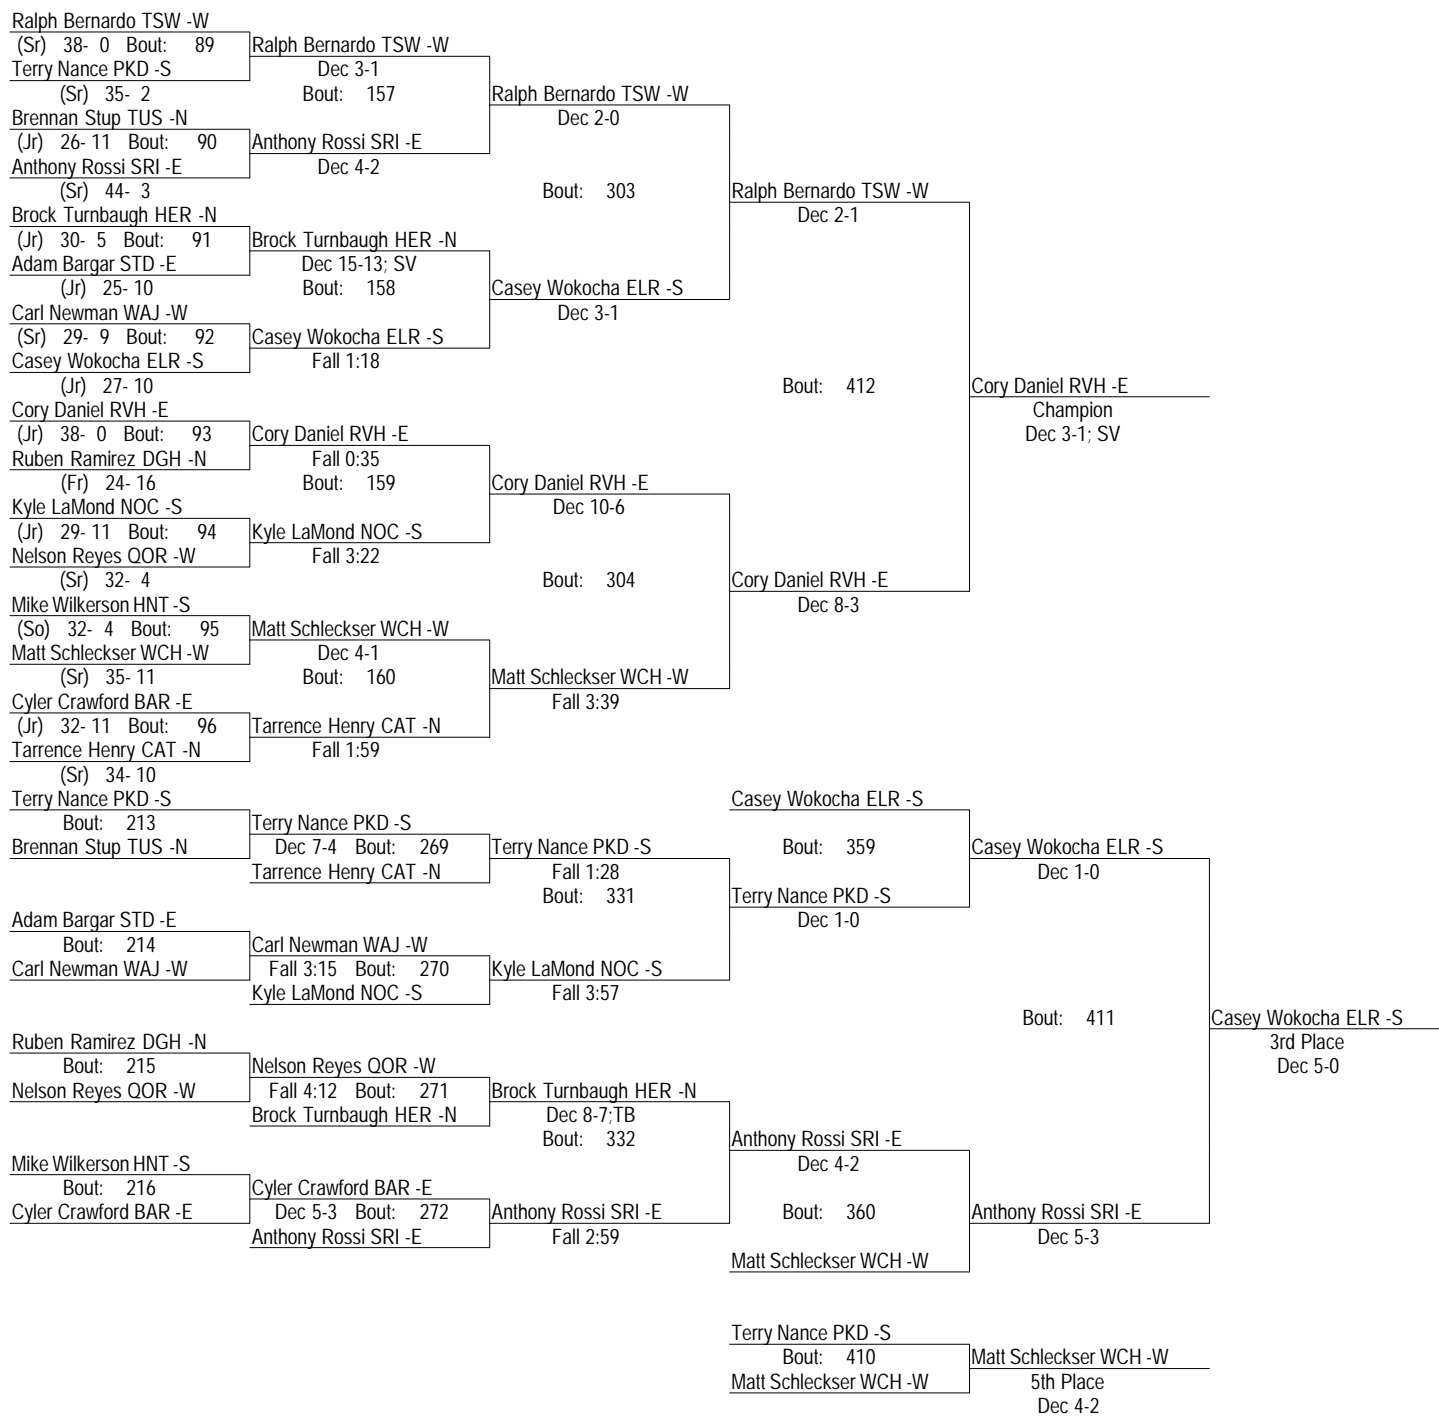 Ralph Bernardo TSW -W
(Sr) 38- 0 Bout: 89 Ralph Bernardo TSW -W
Terry Nance PKD -S Dec 3-1
(Sr) 35- 2 Bout: 157 Ralph Bernardo TSW -W
Brennan Stup TUS -N Dec 2-0
(Jr) 26- 11 Bout: 90 Anthony Rossi SRI -E
Anthony Rossi SRI -E Dec 4-2
(Sr) 44- 3 Bout: 303 Ralph Bernardo TSW -W
Brock Turnbaugh HER -N Dec 2-1
(Jr) 30- 5 Bout: 91 Brock Turnbaugh HER -N
Adam Bargar STD -E Dec 15-13; SV
(Jr) 25- 10 Bout: 158 Casey Wokocha ELR -S
Carl Newman WAJ -W Dec 3-1
(Sr) 29- 9 Bout: 92 Casey Wokocha ELR -S
Casey Wokocha ELR -S Fall 1:18
(Jr) 27- 10 Bout: 412 Cory Daniel RVH -E
Cory Daniel RVH -E Champion
(Jr) 38- 0 Bout: 93 Cory Daniel RVH -E Dec 3-1; SV
Ruben Ramirez DGH -N Fall 0:35
(Fr) 24- 16 Bout: 159 Cory Daniel RVH -E
Kyle LaMond NOC -S Dec 10-6
(Jr) 29- 11 Bout: 94 Kyle LaMond NOC -S
Nelson Reyes QOR -W Fall 3:22
(Sr) 32- 4 Bout: 304 Cory Daniel RVH -E
Mike Wilkerson HNT -S Dec 8-3
(So) 32- 4 Bout: 95 Matt Schleckser WCH -W
Matt Schleckser WCH -W Dec 4-1
(Sr) 35- 11 Bout: 160 Matt Schleckser WCH -W
Cyler Crawford BAR -E Fall 3:39
(Jr) 32- 11 Bout: 96 Tarrence Henry CAT -N
Tarrence Henry CAT -N Fall 1:59
(Sr) 34- 10
Terry Nance PKD -S Casey Wokocha ELR -S
Bout: 213 Terry Nance PKD -S
Brennan Stup TUS -N Dec 7-4 Bout: 269 Terry Nance PKD -S Bout: 359 Casey Wokocha ELR -S
Tarrence Henry CAT -N Fall 1:28 Dec 1-0
Bout: 331 Terry Nance PKD -S
Adam Bargar STD -E Dec 1-0
Bout: 214 Carl Newman WAJ -W
Carl Newman WAJ -W Fall 3:15 Bout: 270 Kyle LaMond NOC -S
Kyle LaMond NOC -S Fall 3:57
Bout: 411 Casey Wokocha ELR -S
Ruben Ramirez DGH -N 3rd Place
Bout: 215 Nelson Reyes QOR -W Dec 5-0
Nelson Reyes QOR -W Fall 4:12 Bout: 271 Brock Turnbaugh HER -N
Brock Turnbaugh HER -N Dec 8-7;TB
Bout: 332 Anthony Rossi SRI -E
Mike Wilkerson HNT -S Dec 4-2
Bout: 216 Cyler Crawford BAR -E
Cyler Crawford BAR -E Dec 5-3 Bout: 272 Anthony Rossi SRI -E Bout: 360 Anthony Rossi SRI -E
Anthony Rossi SRI -E Fall 2:59 Dec 5-3
Matt Schleckser WCH -W
Terry Nance PKD -S
Bout: 410 Matt Schleckser WCH -W
Matt Schleckser WCH -W 5th Place
Dec 4-2